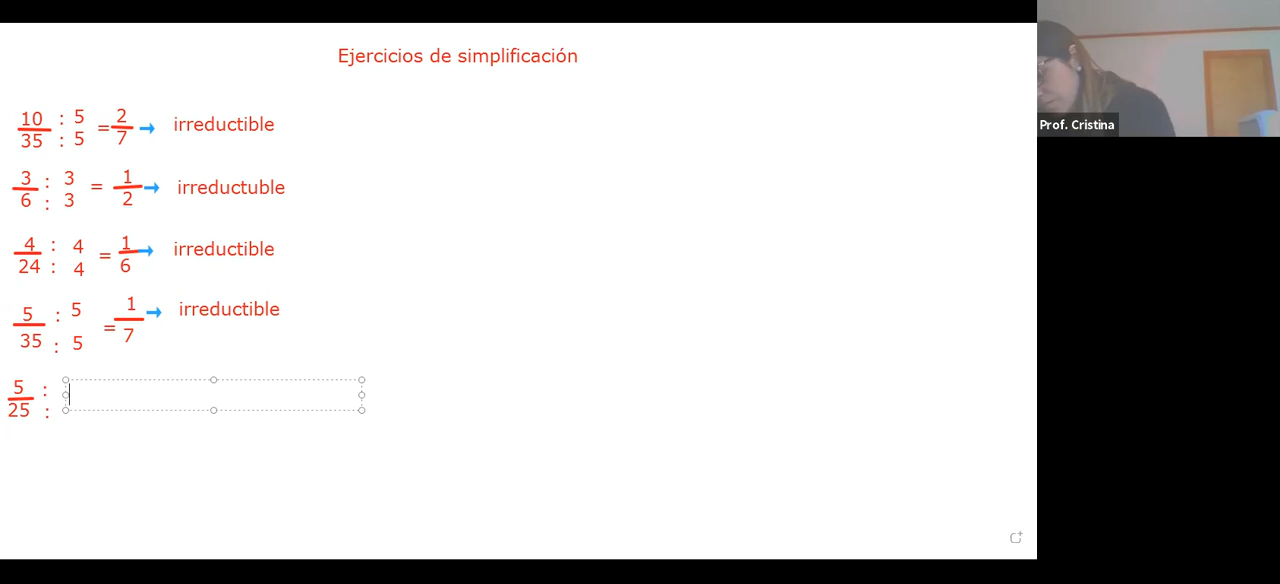 Ejercicios de simplificación
10 : 5 = 2 → irreductible
35 : 5 7
3 : 3 = 1 → irreductuble
6 : 3 2
4 : 4 = 1 → irreductible
24 : 4 6
5 : 5 = 1 → irreductible
35 : 5 7
5 :
25 :
Prof. Cristina